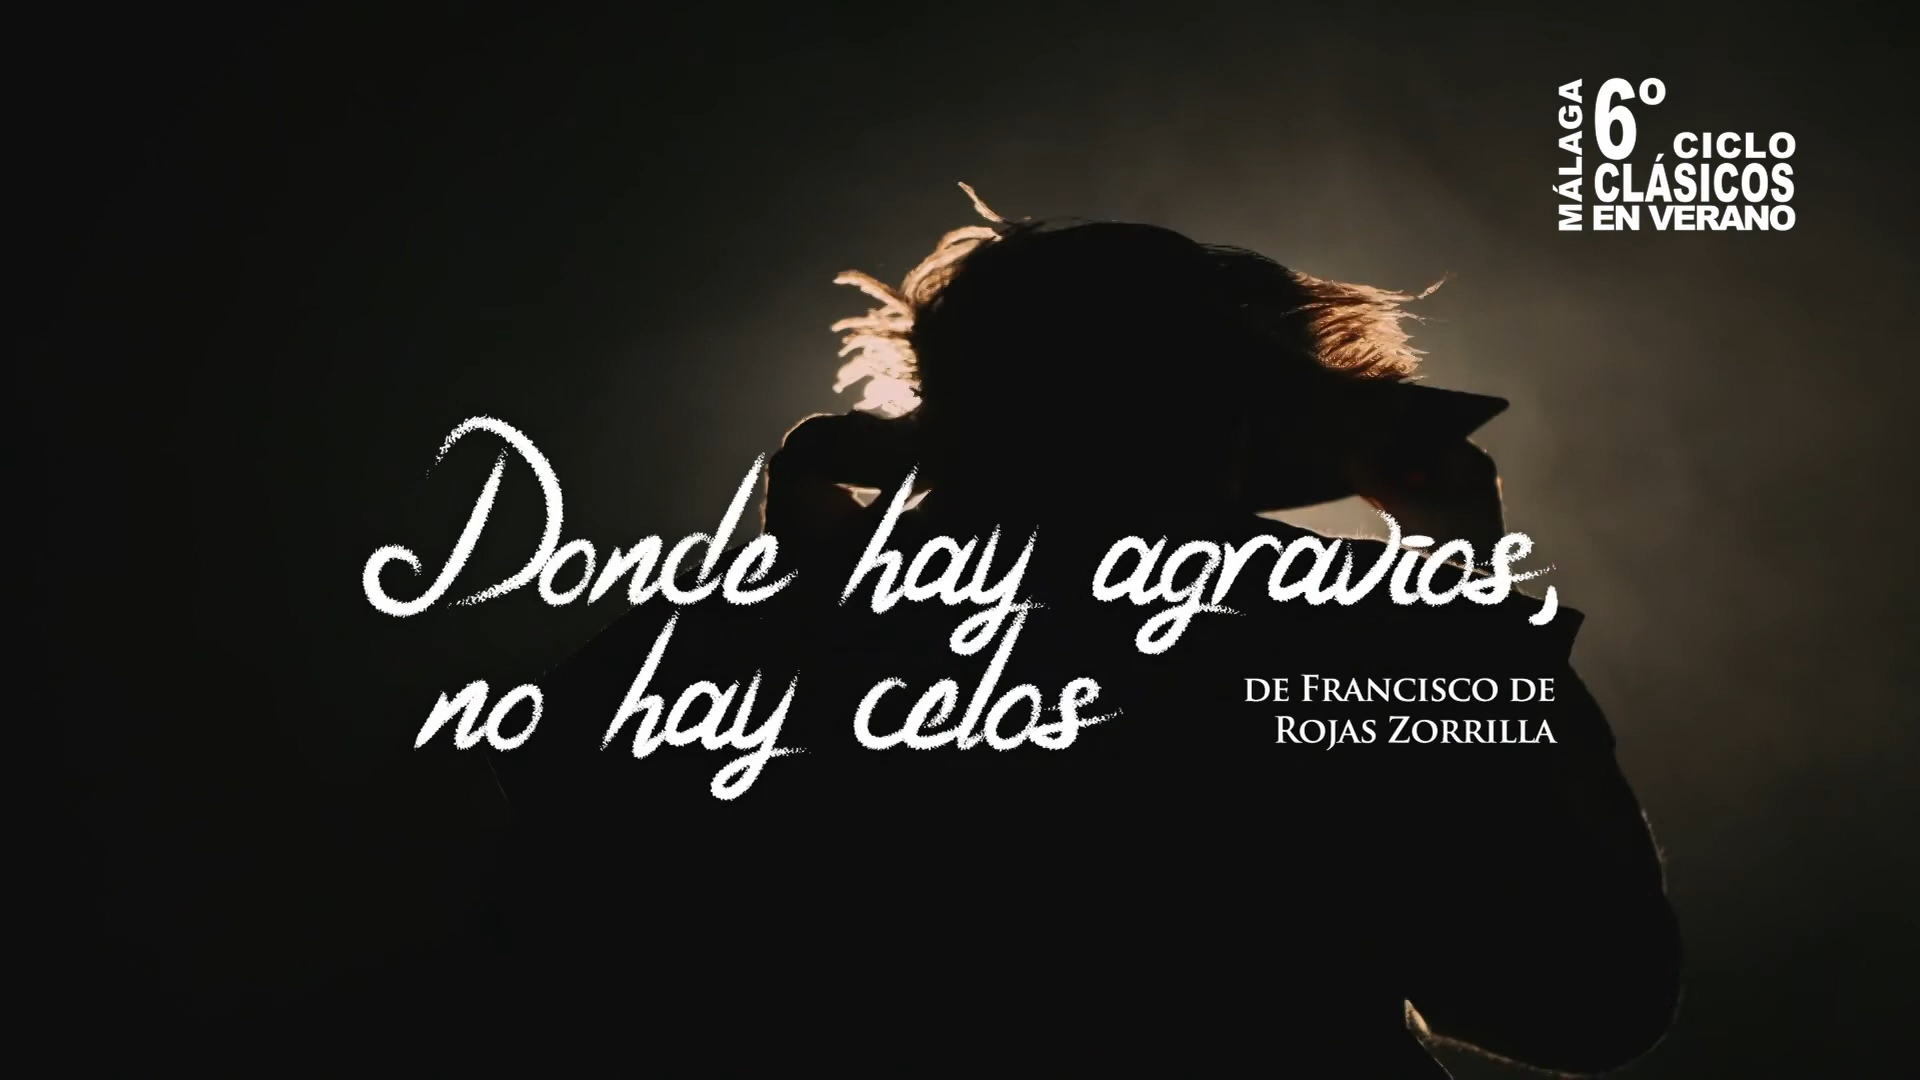 MÁLAGA
6º CICLO
CLÁSICOS
EN VERANO
Donde hay agravios,
no hay celos
DE FRANCISCO DE
ROJAS ZORRILLA